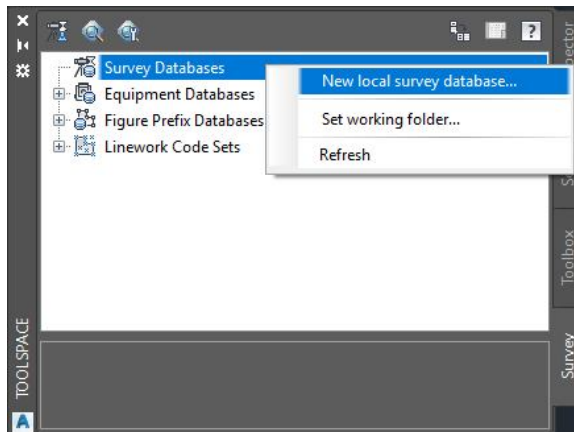 Survey Databases
New local survey database...
Equipment Databases
Set working folder...
Figure Prefix Databases
Refresh
Linework Code Sets
Toolbox
Survey
TOOLSPACE